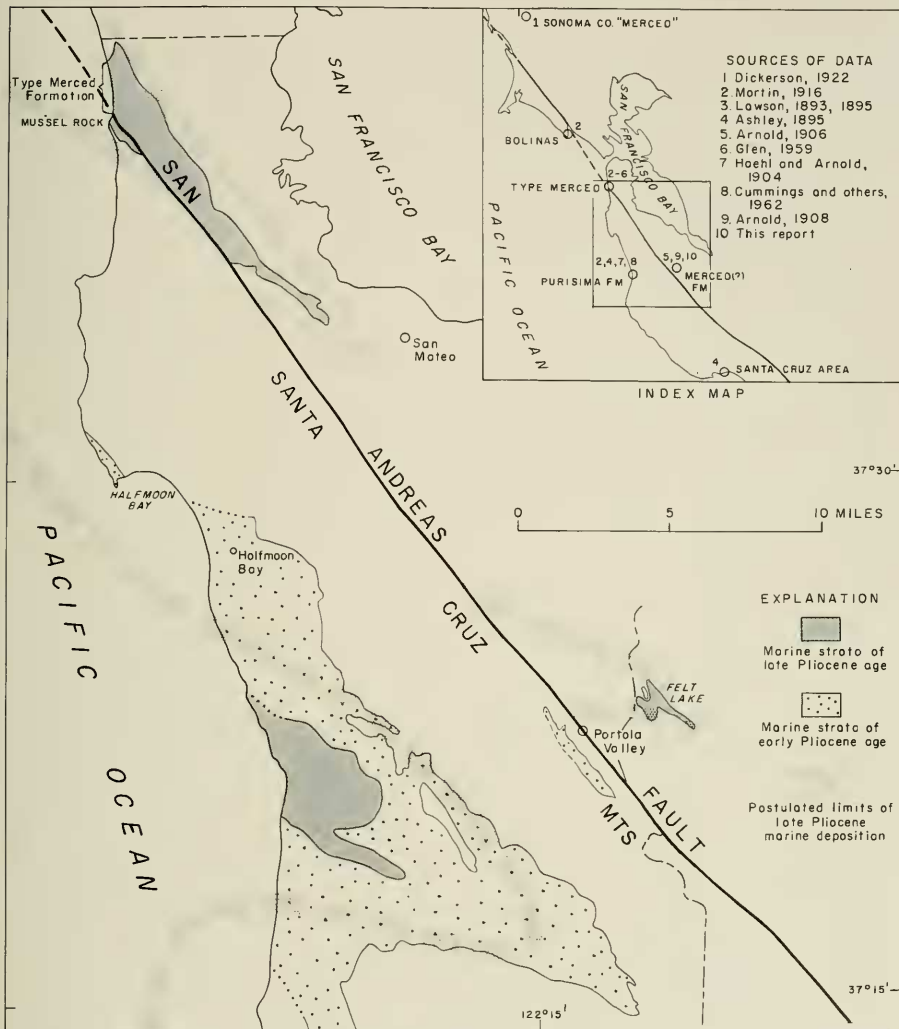 Type Merced
Formation
MUSSEL ROCK
SAN FRANCISCO BAY
SAN
ANDREAS
FAULT
SANTA
CRUZ
MTS
San
Mateo
HALFMOON
BAY
Halfmoon
Bay
PACIFIC
OCEAN
FELT
LAKE
Portola
Valley
37°30'
0 5 10 MILES
37°15'
122°15'
1 SONOMA CO. "MERCED"
SAN FRANCISCO BAY
2
BOLINAS
2-6
TYPE MERCED
PACIFIC OCEAN
2,4,7,8
PURISIMA FM
5,9,10
MERCED(?)
FM
4
SANTA CRUZ AREA
INDEX MAP
SOURCES OF DATA
1 Dickerson, 1922
2. Martin, 1916
3. Lawson, 1893, 1895
4 Ashley, 1895
5. Arnold, 1906
6. Glen, 1959
7 Haehl and Arnold,
1904
8. Cummings and others,
1962
9. Arnold, 1908
10 This report
EXPLANATION
Marine strata of
late Pliocene age
Marine strata of
early Pliocene age
Postulated limits of
late Pliocene
marine deposition